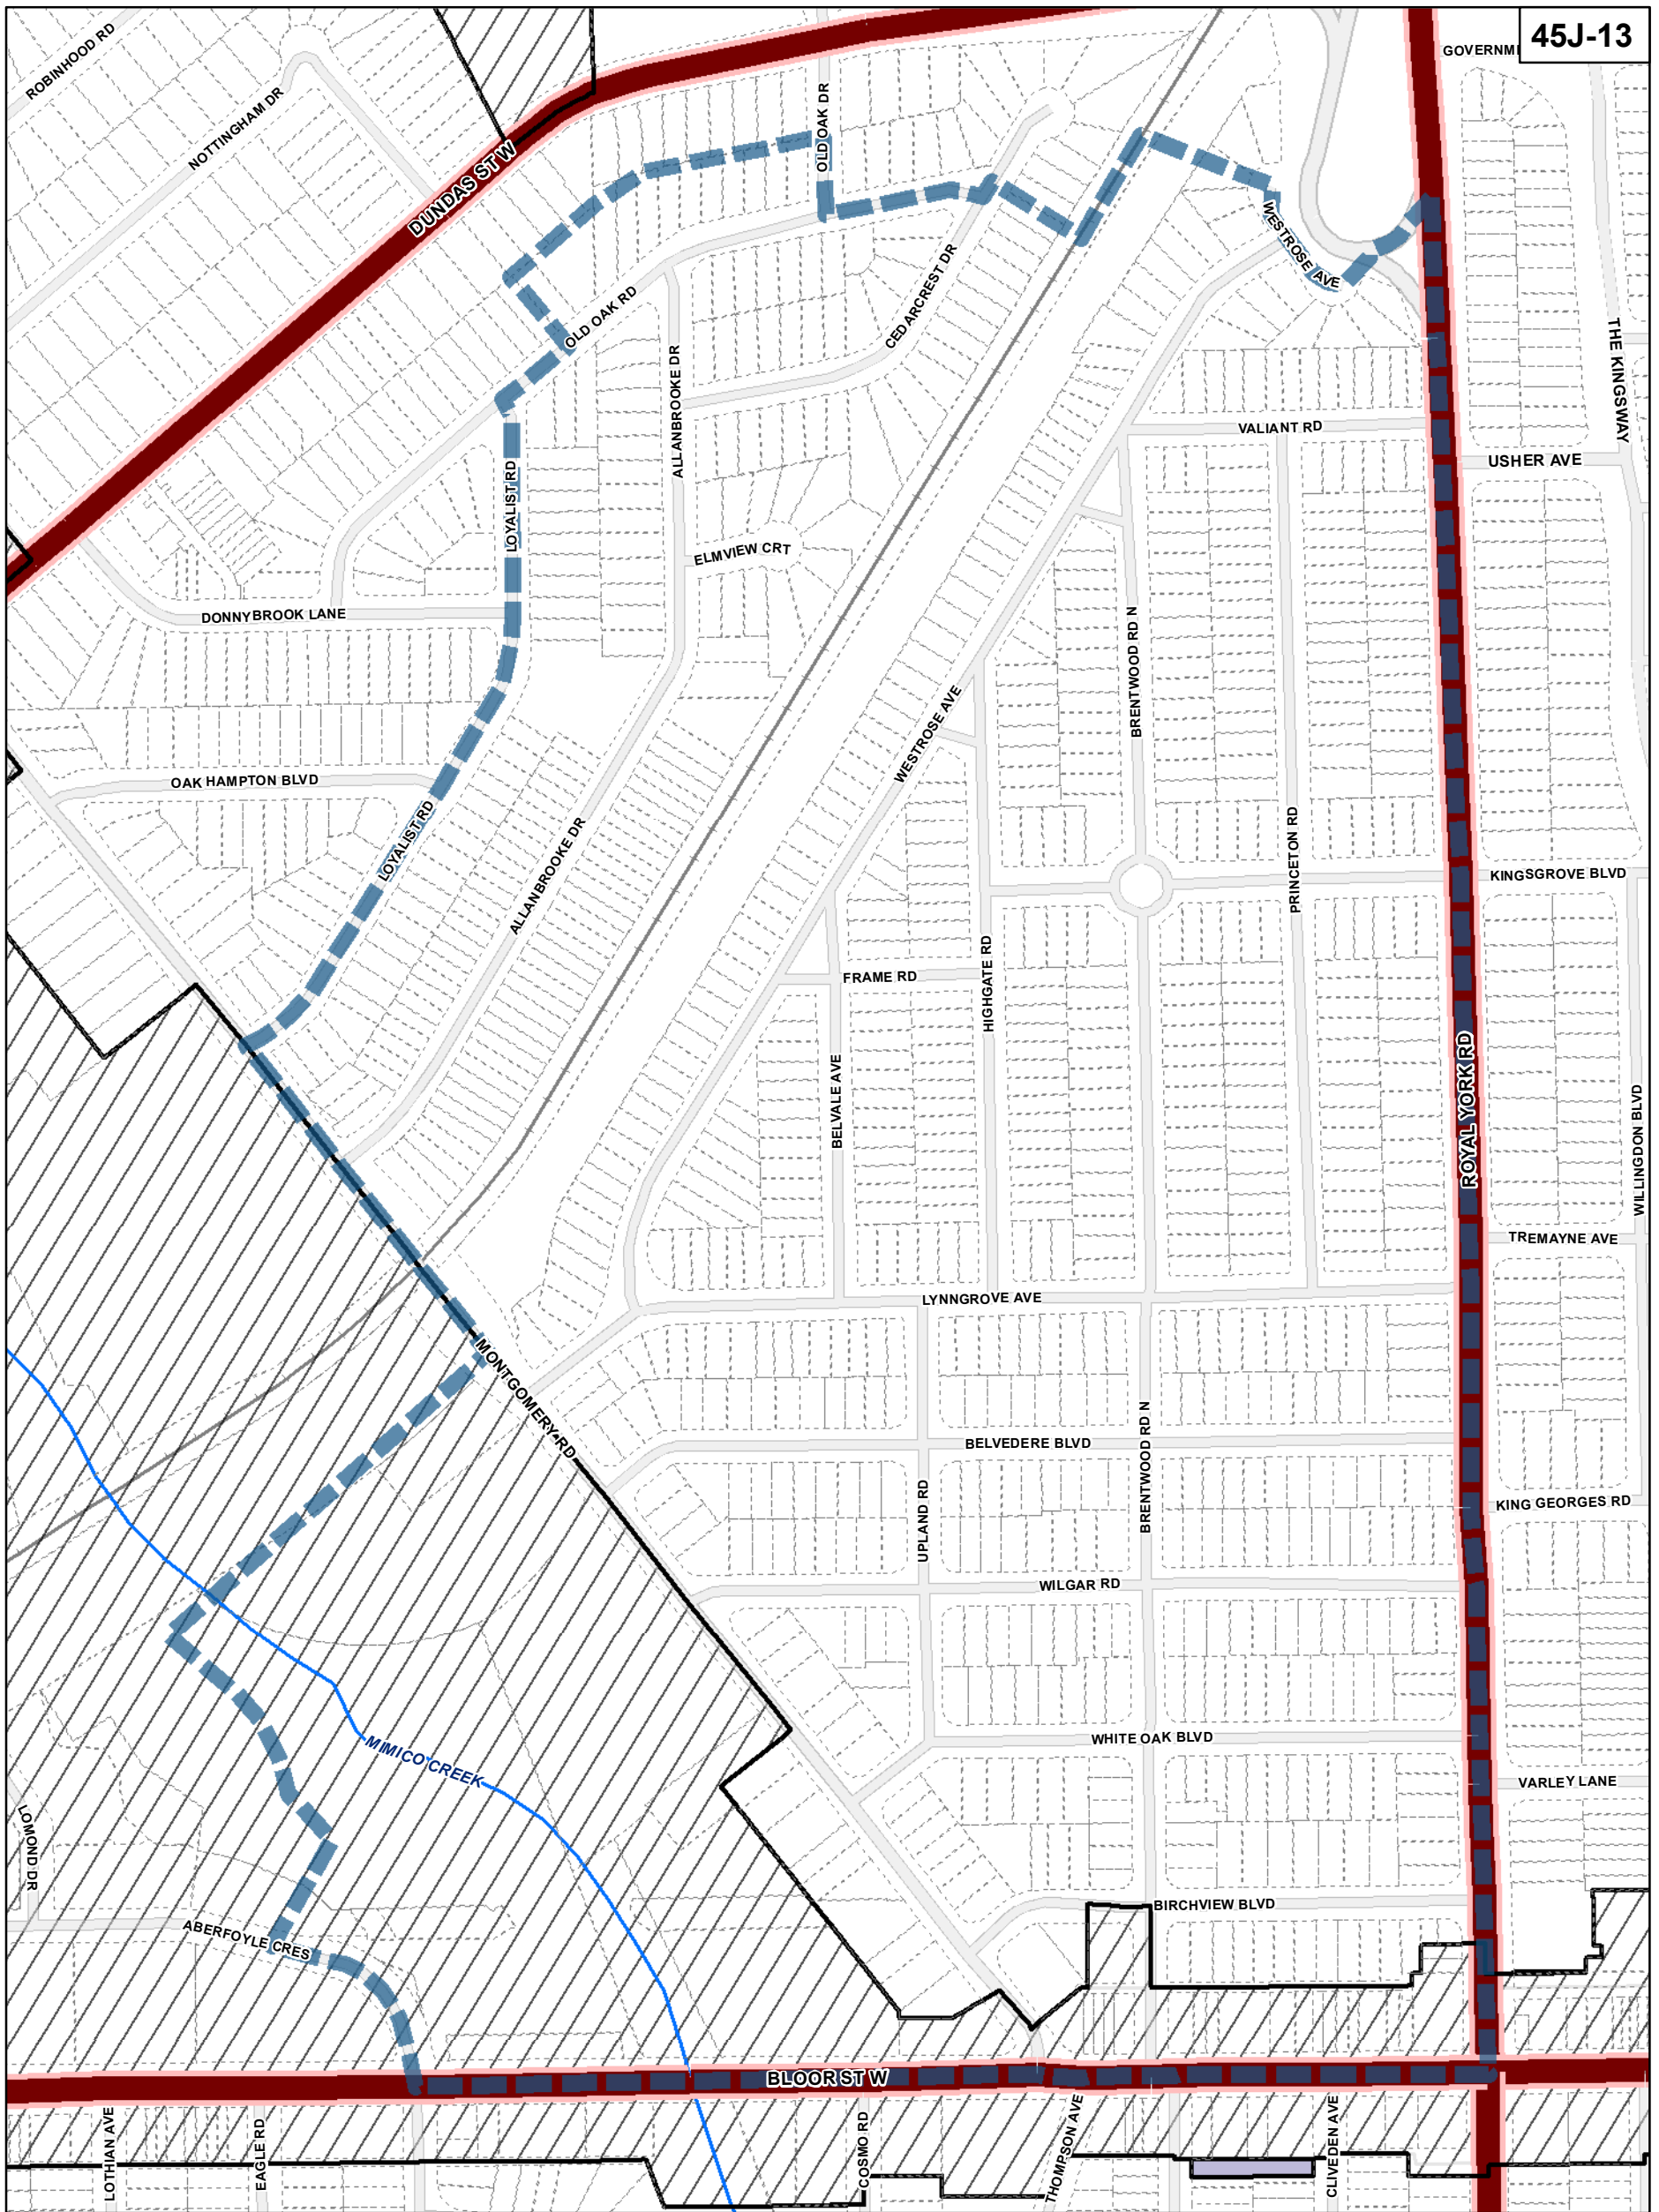 45J-13
GOVERNM
ROBINHOOD RD
NOTTINGHAM DR
DUNDAS ST W
OLD OAK DR
WESTROSE AVE
CEDARCREST DR
OLD OAK RD
THE KINGSWAY
ALLANBROOKE DR
VALIANT RD
USHER AVE
LOYALIST RD
ELMVIEW CRT
DONNYBROOK LANE
BRENTWOOD RD N
WESTROSE AVE
OAK HAMPTON BLVD
LOYALIST RD
ALLANBROOKE DR
PRINCETON RD
KINGSGROVE BLVD
FRAME RD
HIGHGATE RD
BELVALE AVE
ROYAL YORK RD
WILLINGDON BLVD
TREMAYNE AVE
LYNNGROVE AVE
MONTGOMERY RD
BELVEDERE BLVD
BRENTWOOD RD N
UPLAND RD
KING GEORGES RD
WILGAR RD
MIMICO CREEK
WHITE OAK BLVD
VARLEY LANE
LOMOND DR
BIRCHVIEW BLVD
ABERFOYLE CRES
BLOOR ST W
LOTHIAN AVE
EAGLE RD
COSMO RD
THOMPSON AVE
CLIVEDEN AVE